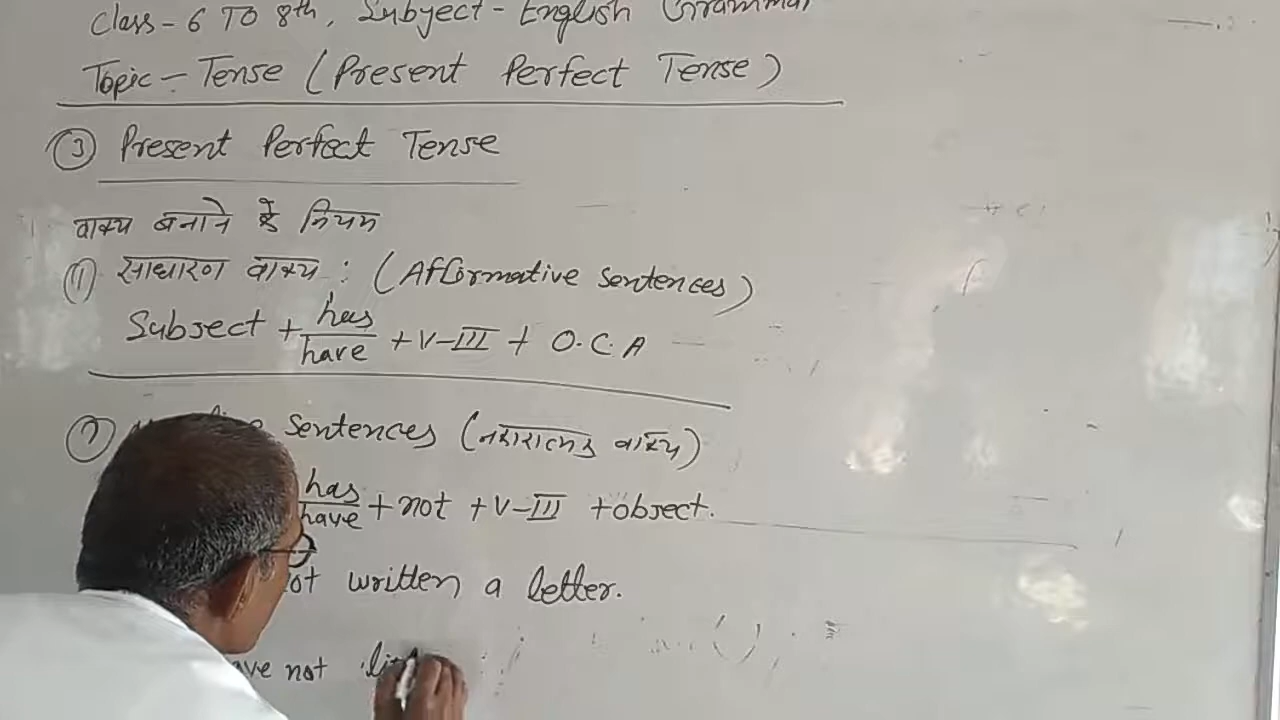 Class - 6 TO 8th, Subject - English Grammar
Topic - Tense (Present Perfect Tense)
③ Present Perfect Tense
वाक्य बनाने के नियम
① साधारण वाक्य : (Affirmative sentences)
Subject + has/have + V-III + O.C.A
② sentences (नकारात्मक वाक्य)
has/have + not + V-III + object.
written a letter.
not